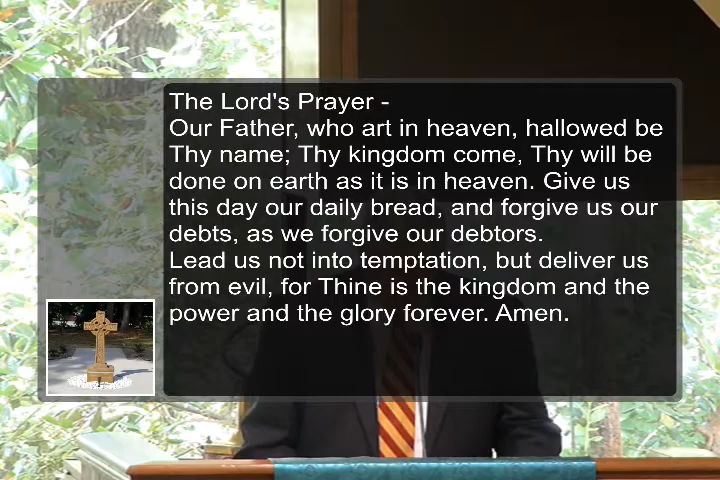 The Lord's Prayer -
Our Father, who art in heaven, hallowed be
Thy name; Thy kingdom come, Thy will be
done on earth as it is in heaven. Give us
this day our daily bread, and forgive us our
debts, as we forgive our debtors.
Lead us not into temptation, but deliver us
from evil, for Thine is the kingdom and the
power and the glory forever. Amen.